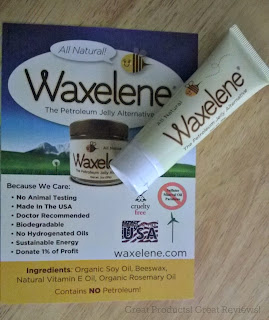 All Natural!
Waxelene®
The Petroleum Jelly Alternative
All Natural
Waxelene
The Petroleum Jelly Alternative
Waxelene
Because We Care:
• No Animal Testing
• Made In The USA
• Doctor Recommended
• Biodegradable
• No Hydrogenated Oils
• Sustainable Energy
• Donate 1% of Profit
cruelty
free
USA
waxelene.com
Ingredients: Organic Soy Oil, Beeswax,
Natural Vitamin E Oil, Organic Rosemary Oil
Contains NO Petroleum!
Great Products! Great Reviews!